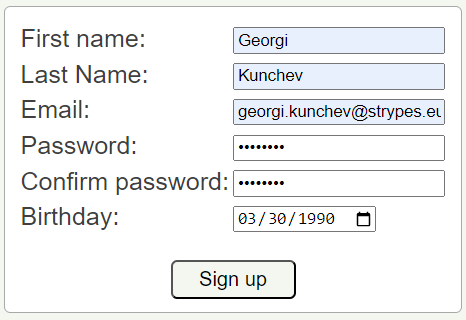 First name: Georgi
Last Name: Kunchev
Email: georgi.kunchev@strypes.eu
Password: ••••••••
Confirm password: ••••••••
Birthday: 03/30/1990
Sign up